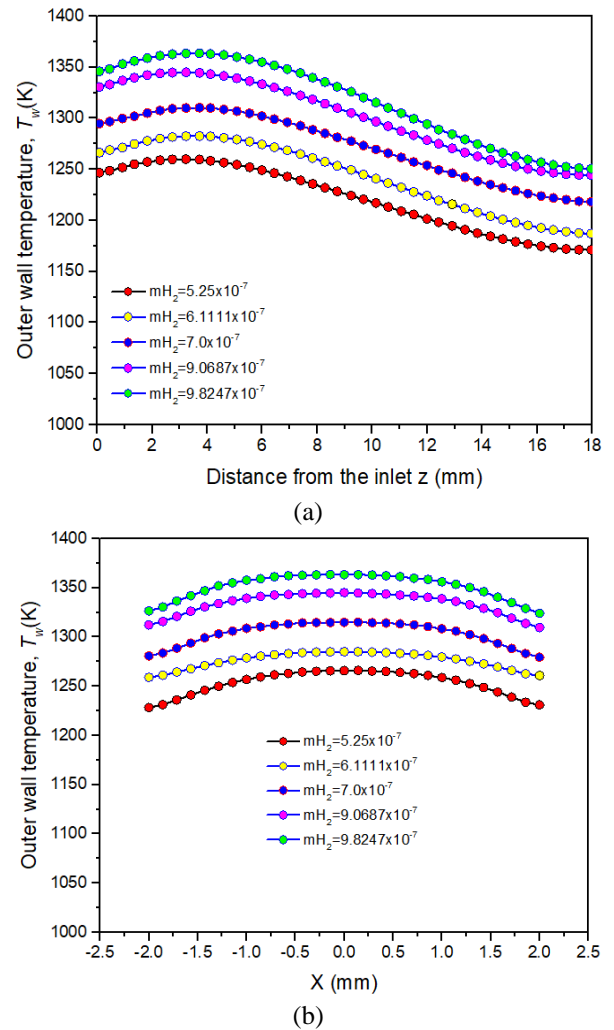 1400
1350
1300
1250
1200
1150
1100
1050
1000
Outer wall temperature, T_w(K)
mH₂=5.25x10⁻⁷
mH₂=6.1111x10⁻⁷
mH₂=7.0x10⁻⁷
mH₂=9.0687x10⁻⁷
mH₂=9.8247x10⁻⁷
0 2 4 6 8 10 12 14 16 18
Distance from the inlet z (mm)
(a)
1400
1350
1300
1250
1200
1150
1100
1050
1000
Outer wall temperature, T_w(K)
mH₂=5.25x10⁻⁷
mH₂=6.1111x10⁻⁷
mH₂=7.0x10⁻⁷
mH₂=9.0687x10⁻⁷
mH₂=9.8247x10⁻⁷
-2.5 -2.0 -1.5 -1.0 -0.5 0.0 0.5 1.0 1.5 2.0 2.5
X (mm)
(b)